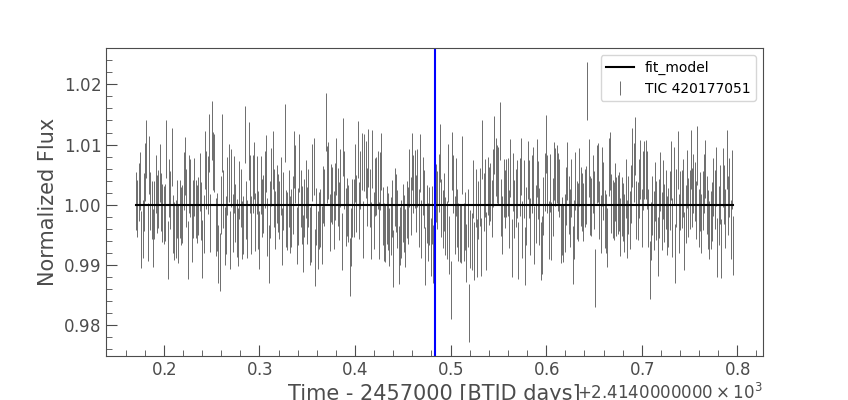 fit_model
TIC 420177051
1.02
1.01
1.00
0.99
0.98
Normalized Flux
0.2 0.3 0.4 0.5 0.6 0.7 0.8
Time - 2457000 [BTJD days]
+2.4140000000 × 10³